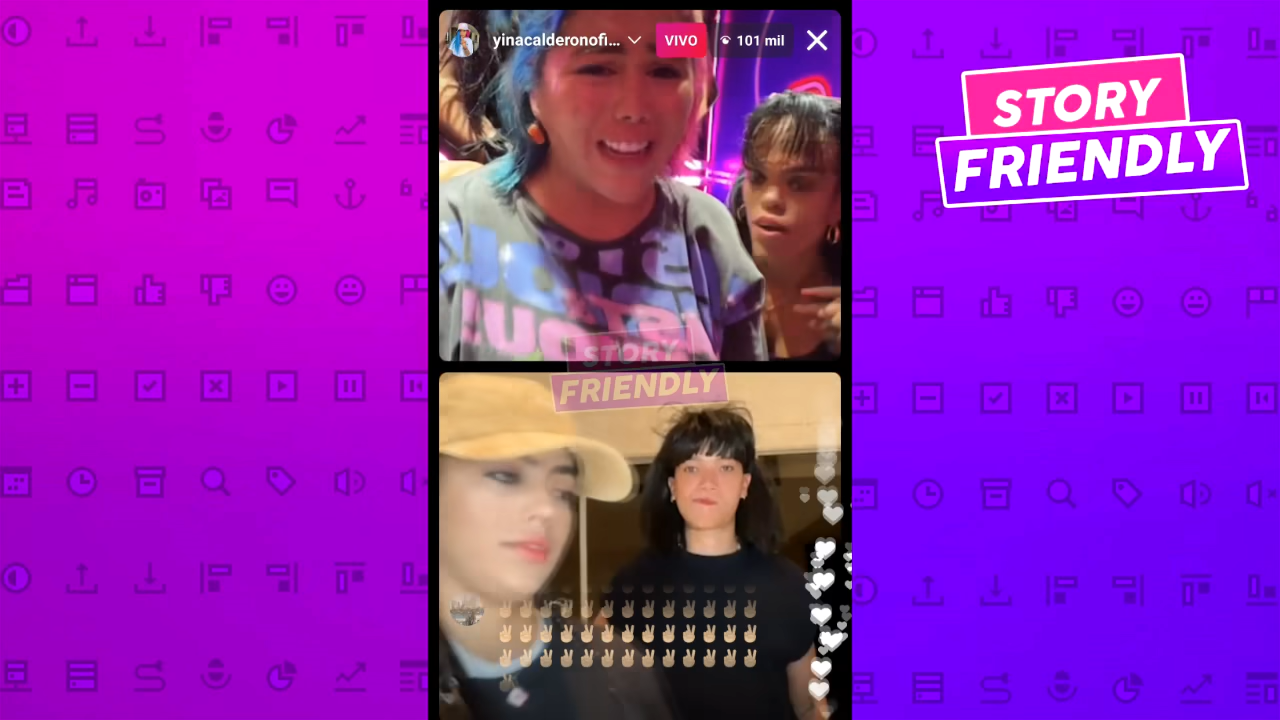 yinacalderonofi...
VIVO
101 mil
STORY
FRIENDLY
STORY
FRIENDLY